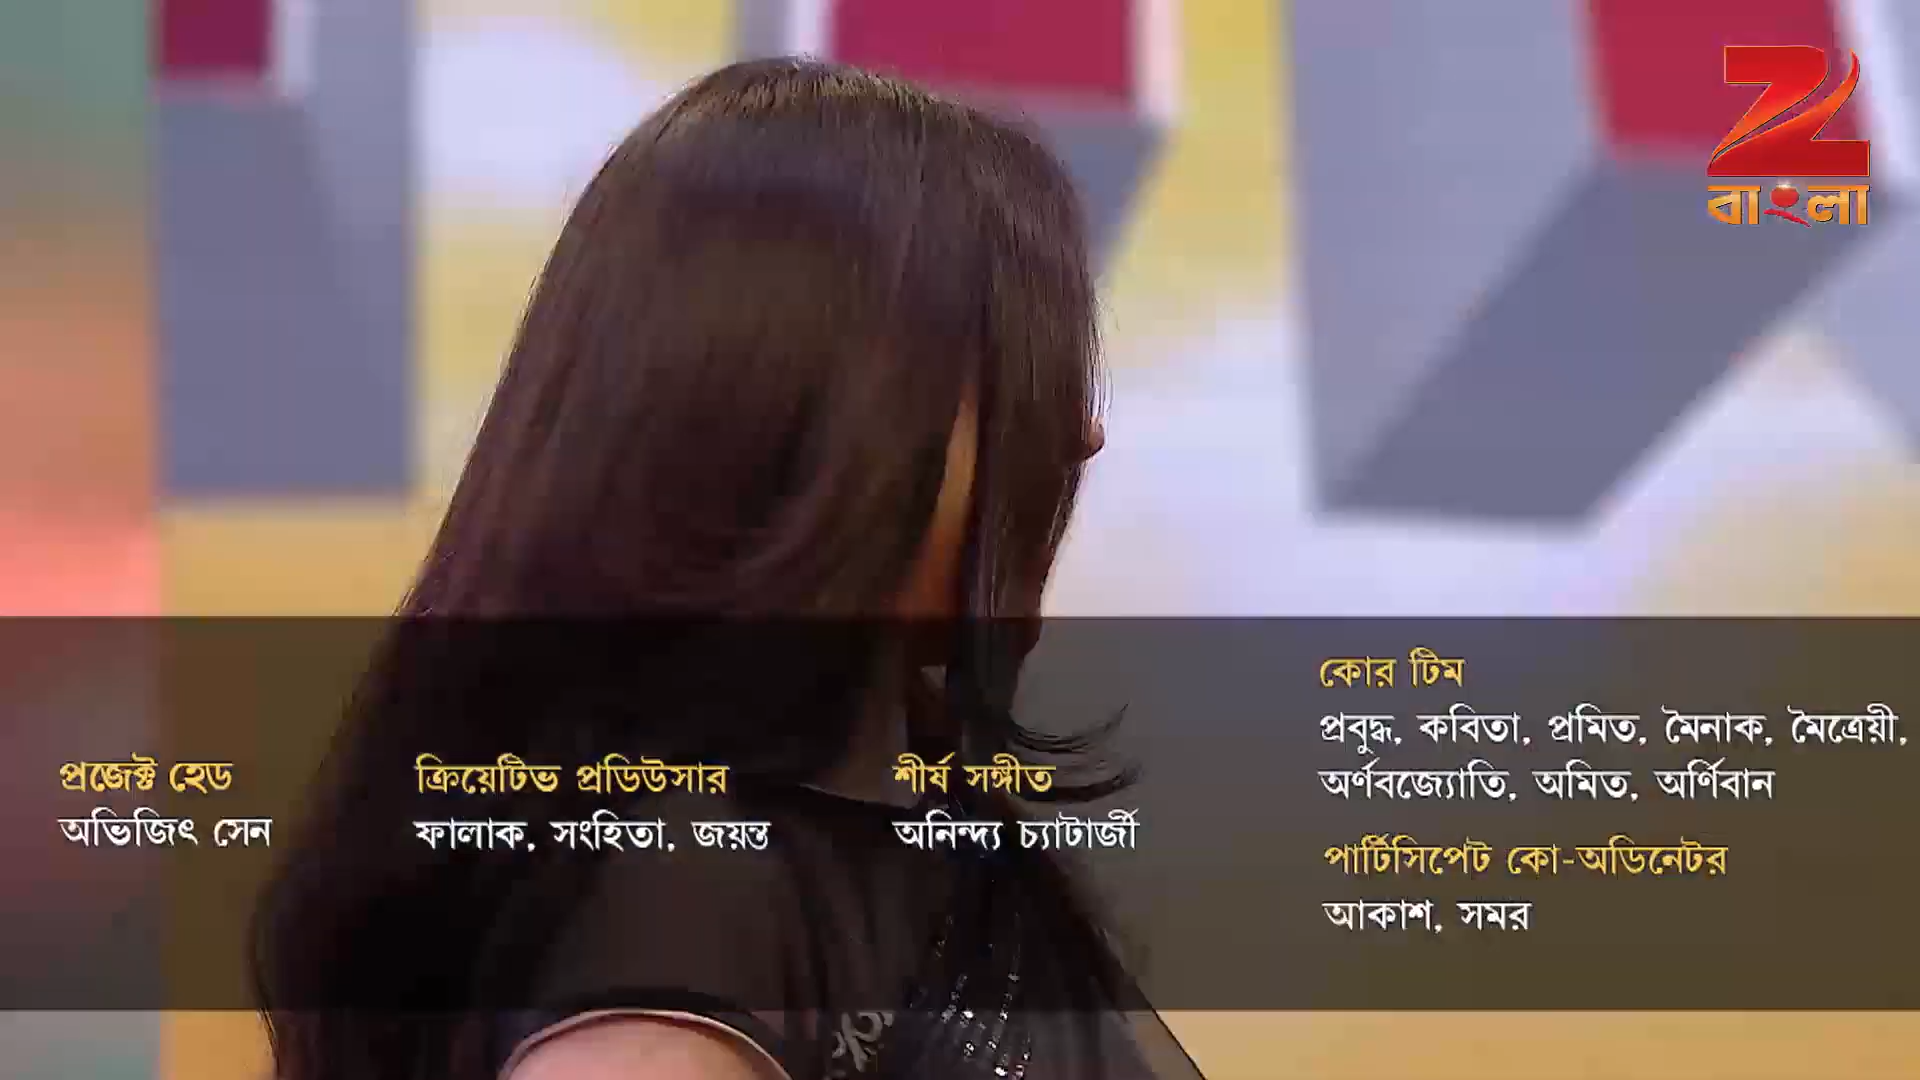 Z
বাংলা
প্রজেক্ট হেড
অভিজিৎ সেন
ক্রিয়েটিভ প্রডিউসার
ফালাক, সংহিতা, জয়ন্ত
শীর্ষ সঙ্গীত
অনিন্দ্য চ্যাটার্জী
কোর টিম
প্রবুদ্ধ, কবিতা, প্রমিত, মৈনাক, মৈত্রেয়ী,
অর্ণবজ্যোতি, অমিত, অর্ণিবান
পার্টিসিপেট কো-অডিনেটর
আকাশ, সমর